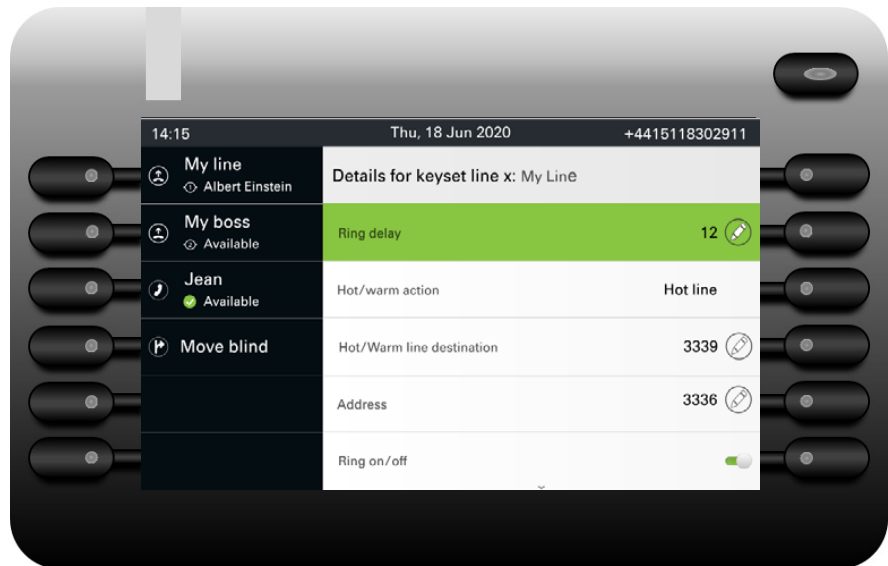 14:15 Thu, 18 Jun 2020 +4415118302911
My line
1 Albert Einstein
My boss
2 Available
Jean
Available
Move blind
Details for keyset line x: My Line
Ring delay 12
Hot/warm action Hot line
Hot/Warm line destination 3339
Address 3336
Ring on/off